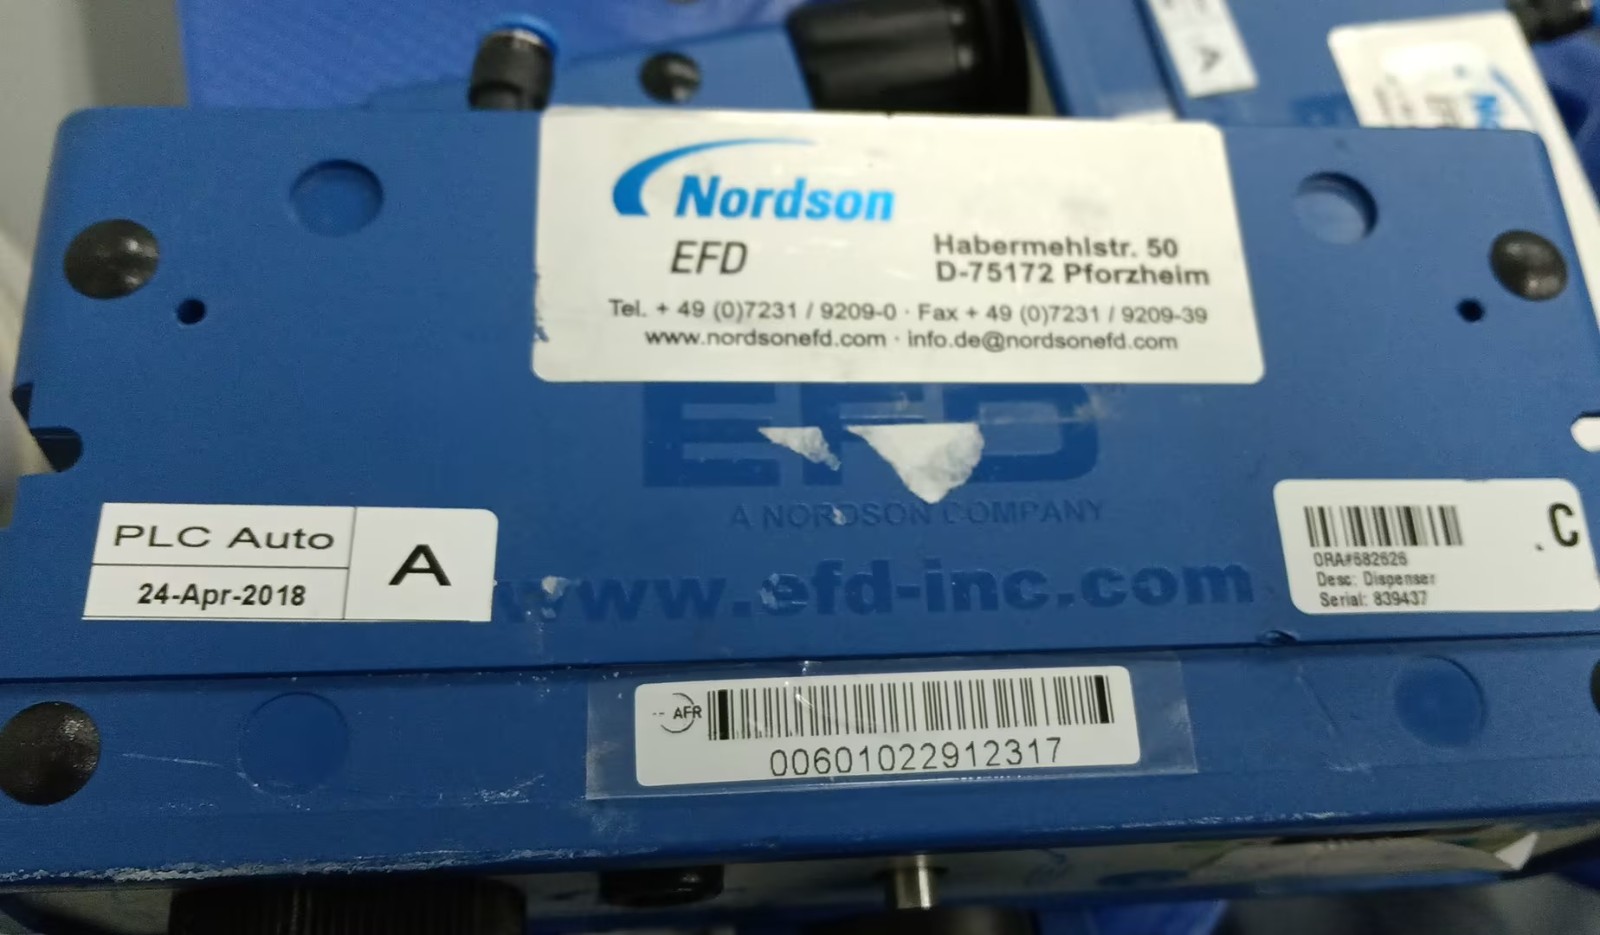 Nordson
EFD
Habermehlstr. 50
D-75172 Pforzheim
Tel. + 49 (0)7231 / 9209-0 · Fax + 49 (0)7231 / 9209-39
www.nordsonefd.com · info.de@nordsonefd.com
EFD
A NORDSON COMPANY
www.efd-inc.com
PLC Auto
24-Apr-2018
A
C
ORA#682626
Desc: Dispenser
Serial: 839437
AFR
00601022912317
A